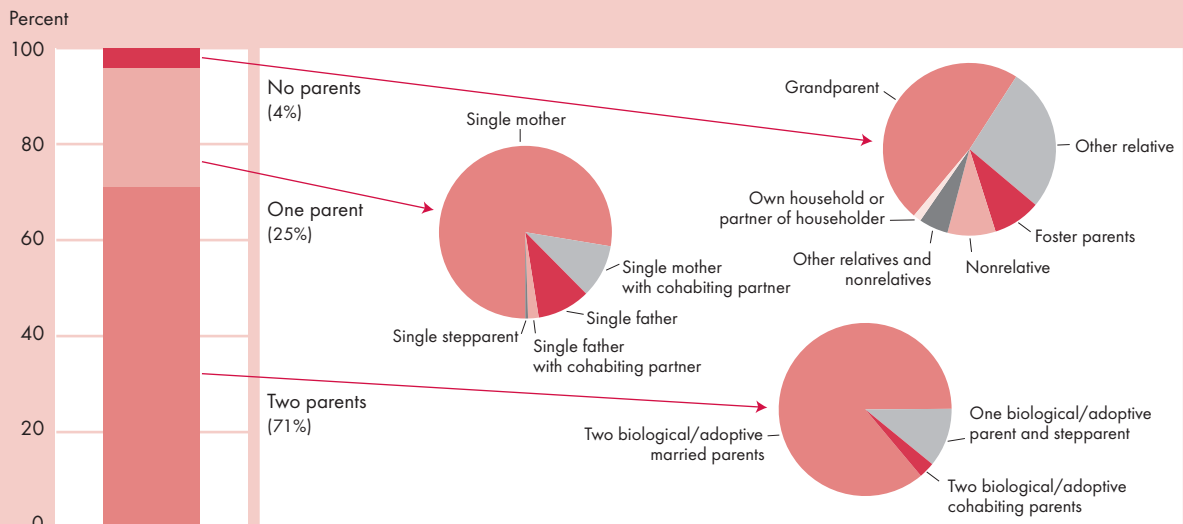 Percent
100
80
60
40
20
0
No parents
(4%)
One parent
(25%)
Two parents
(71%)
Single mother
Single mother
with cohabiting partner
Single father
Single father
with cohabiting partner
Single stepparent
Grandparent
Other relative
Own household or
partner of householder
Other relatives and
nonrelatives
Nonrelative
Foster parents
Two biological/adoptive
married parents
One biological/adoptive
parent and stepparent
Two biological/adoptive
cohabiting parents